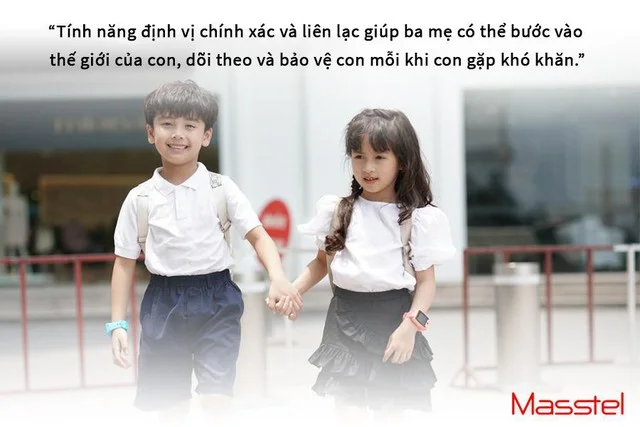 “Tính năng định vị chính xác và liên lạc giúp ba mẹ có thể bước vào
thế giới của con, dõi theo và bảo vệ con mỗi khi con gặp khó khăn.”
Masstel